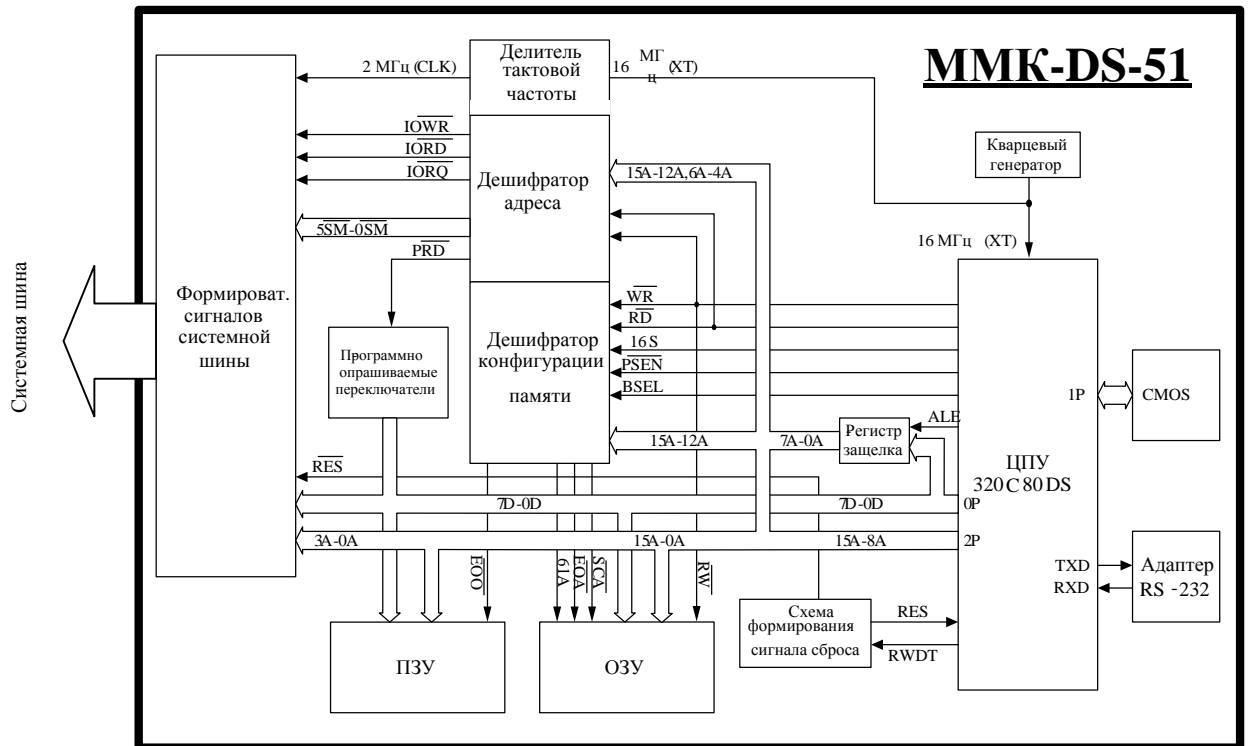 ММК-DS-51
Делитель
тактовой
частоты
2 МГц (CLK)
16 МГц (XT)
Кварцевый
генератор
16 МГц (XT)
IOWR
IORD
IORQ
5SM-0SM
PRD
Дешифратор
адреса
15A-12A,6A-4A
Системная шина
Формироват.
сигналов
системной
шины
Программно
опрашиваемые
переключатели
Дешифратор
конфигурации
памяти
WR
RD
16 S
PSEN
BSEL
15A-12A
7A-0A
Регистр
защелка
ALE
1P
CMOS
ЦПУ
320C80DS
RES
7D-0D
7D-0D
0P
3A-0A
15A-0A
15A-8A
2P
TXD
RXD
Адаптер
RS-232
EOO
61A
EOA
SCA
RW
Схема
формирования
сигнала сброса
RES
RWDT
ПЗУ
ОЗУ